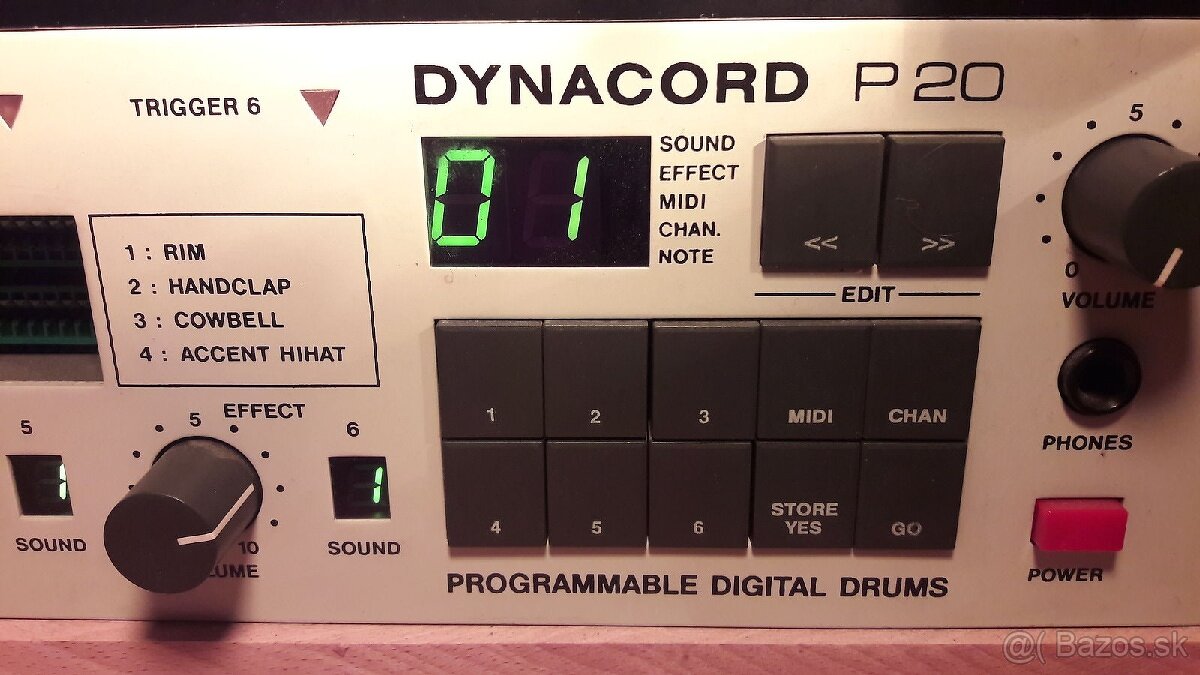 DYNACORD P20
TRIGGER 6
01
SOUND
EFFECT
MIDI
CHAN.
NOTE
<< >>
EDIT
5
0
VOLUME
1 : RIM
2 : HANDCLAP
3 : COWBELL
4 : ACCENT HIHAT
EFFECT
5
5
6
1
1
SOUND
10
SOUND
1 2 3 MIDI CHAN
4 5 6 STORE YES GO
PHONES
POWER
PROGRAMMABLE DIGITAL DRUMS
@( Bazos.sk